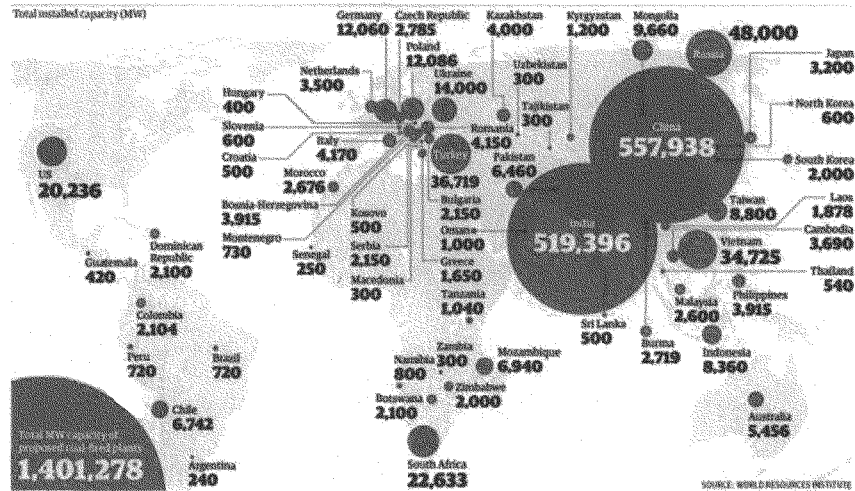 Total installed capacity (MW)
Germany
12,060
Czech Republic
2,785
Kazakhstan
4,000
Kyrgyzstan
1,200
Mongolia
9,660
Russia
48,000
Poland
12,086
Japan
3,200
Netherlands
3,500
Ukraine
14,000
Uzbekistan
300
Hungary
400
Tajikistan
300
North Korea
600
Slovenia
600
Italy
4,170
Romania
4,150
China
557,938
Croatia
500
Turkey
36,719
Pakistan
6,460
South Korea
2,000
US
20,236
Morocco
2,676
Bosnia-Herzegovina
3,915
Kosovo
500
Bulgaria
2,150
India
519,396
Taiwan
8,800
Laos
1,878
Montenegro
730
Omana
1,000
Cambodia
3,690
Dominican
Republic
2,100
Guatemala
420
Senegal
250
Serbia
2,150
Greece
1,650
Vietnam
34,725
Macedonia
300
Thailand
540
Tanzania
1,040
Malaysia
2,600
Philippines
3,915
Colombia
2,104
Sri Lanka
500
Burma
2,719
Indonesia
8,360
Peru
720
Brasil
720
Zambia
300
Namibia
800
Mozambique
6,940
Zimbabwe
2,000
Botswana
2,100
Chile
6,742
Australia
5,456
Total MW capacity of
proposed coal-fired plants
1,401,278
Argentina
240
South Africa
22,633
SOURCE: WORLD RESOURCES INSTITUTE